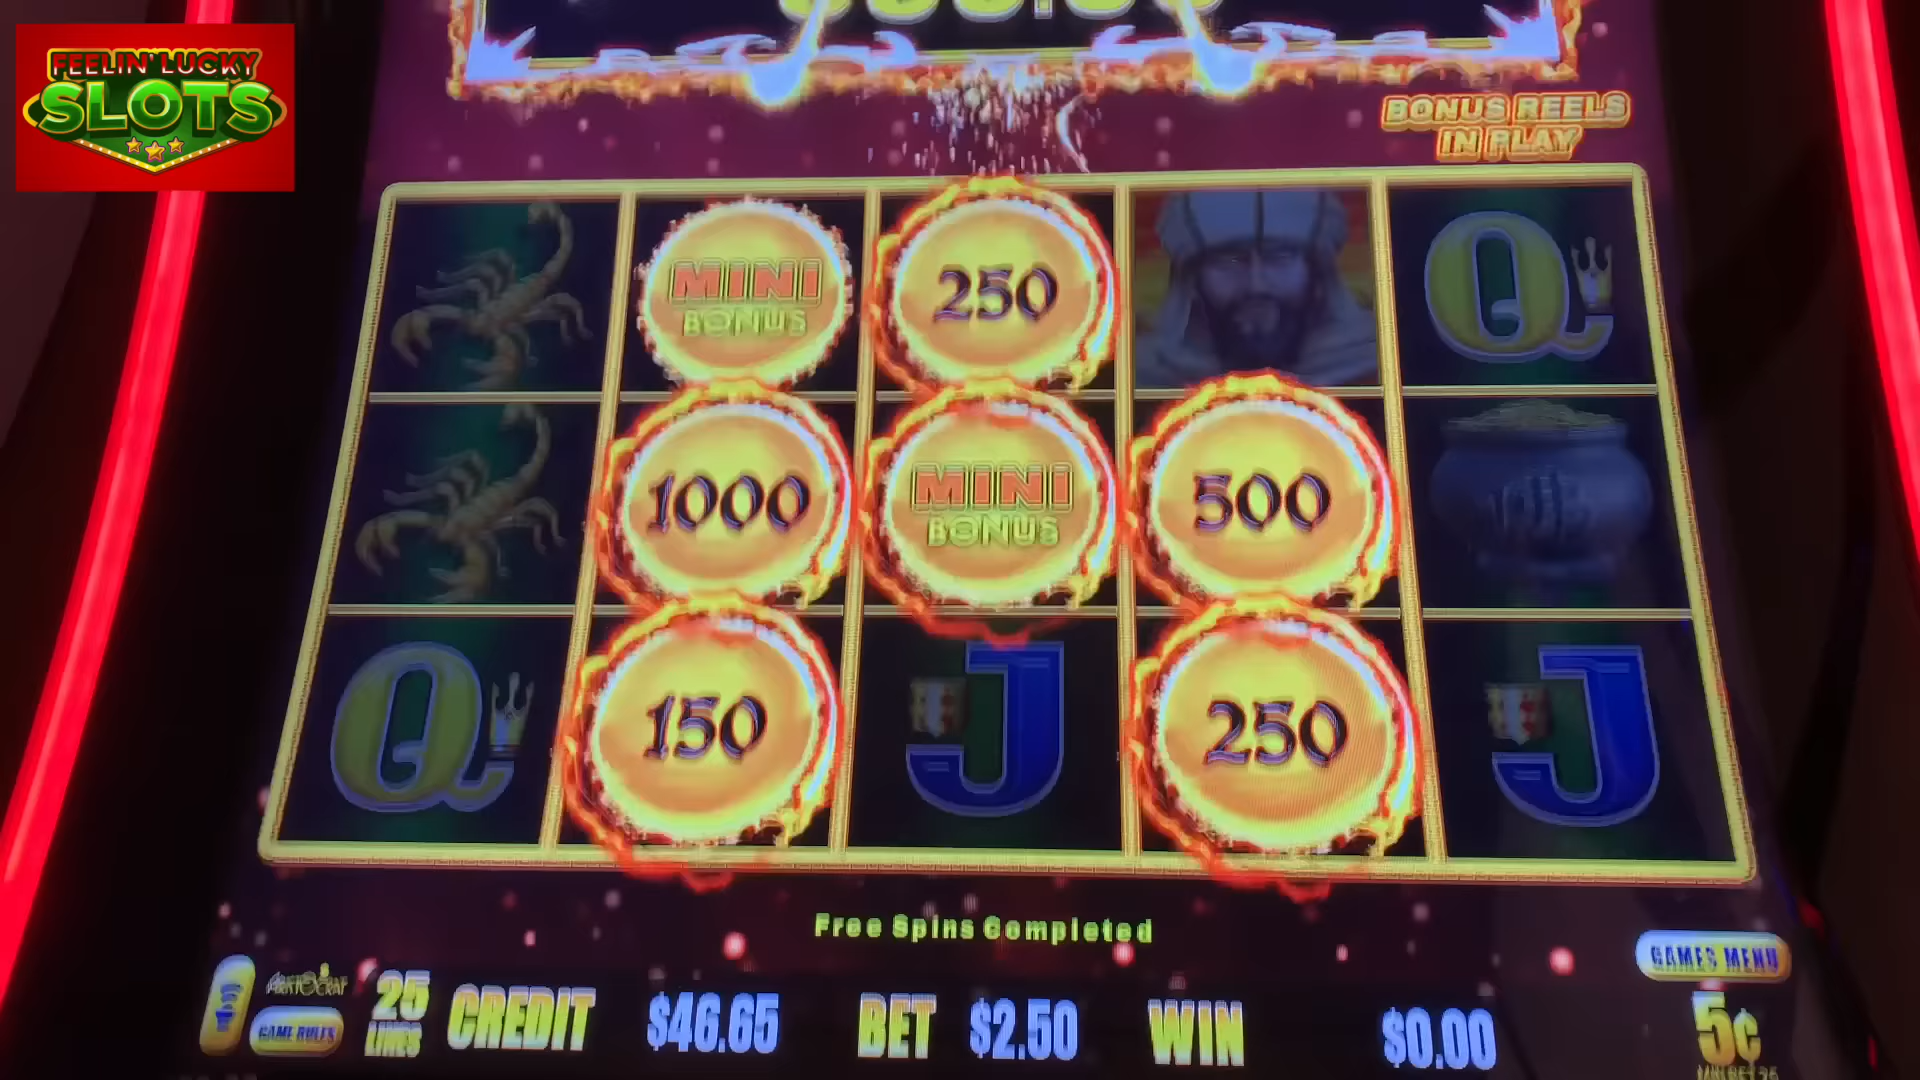 FEELIN' LUCKY
SLOTS
BONUS REELS
IN PLAY
MINI
BONUS
250
Q
1000
MINI
BONUS
500
Q
150
J
250
J
Free Spins Completed
GAMES MENU
ARISTOCRAT
GAME RULES
25
LINES
CREDIT $46.65 BET $2.50 WIN $0.00
5¢